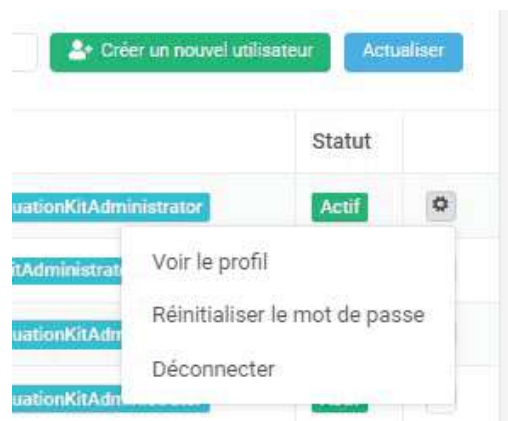 Créer un nouvel utilisateur Actualiser
Statut
uationKitAdministrator Actif
Voir le profil
Réinitialiser le mot de passe
Déconnecter